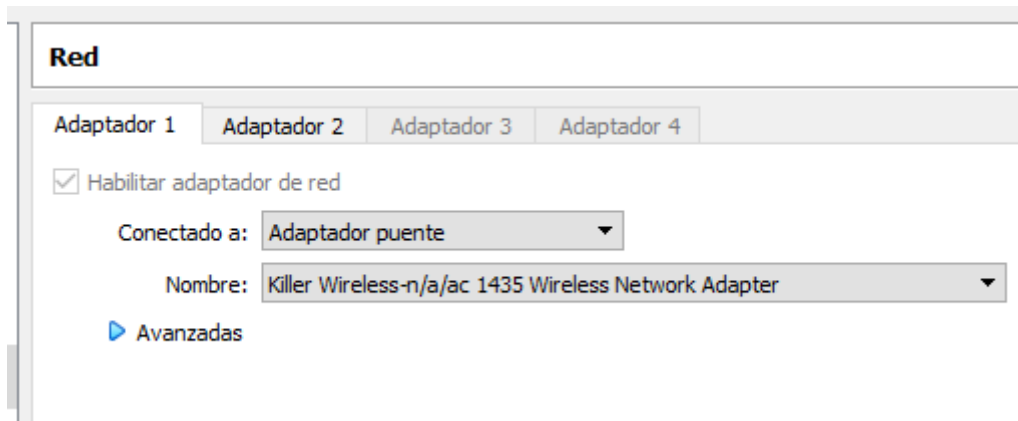 Red
Adaptador 1 Adaptador 2 Adaptador 3 Adaptador 4
Habilitar adaptador de red
Conectado a: Adaptador puente
Nombre: Killer Wireless-n/a/ac 1435 Wireless Network Adapter
Avanzadas